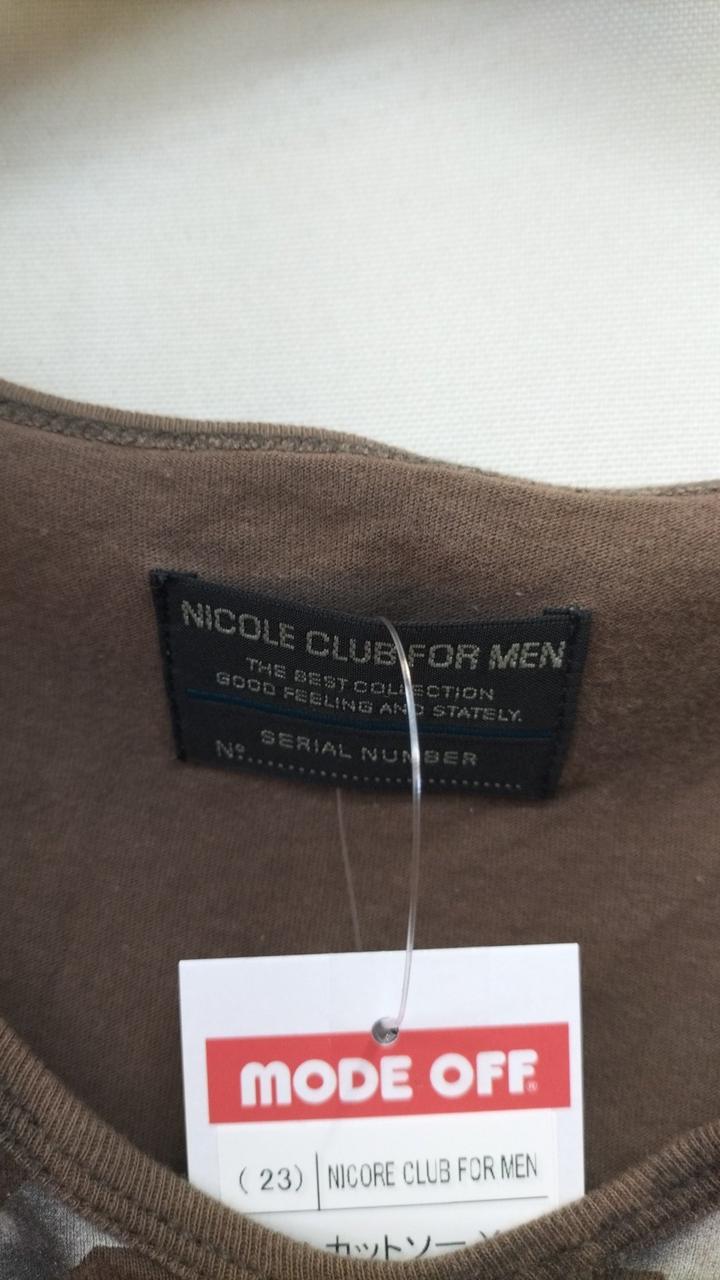 NICOLE CLUB FOR MEN
THE BEST COLLECTION
GOOD FEELING AND STATELY.
SERIAL NUMBER
Nº
MODE OFF®
(23) NICORE CLUB FOR MEN
カットソー